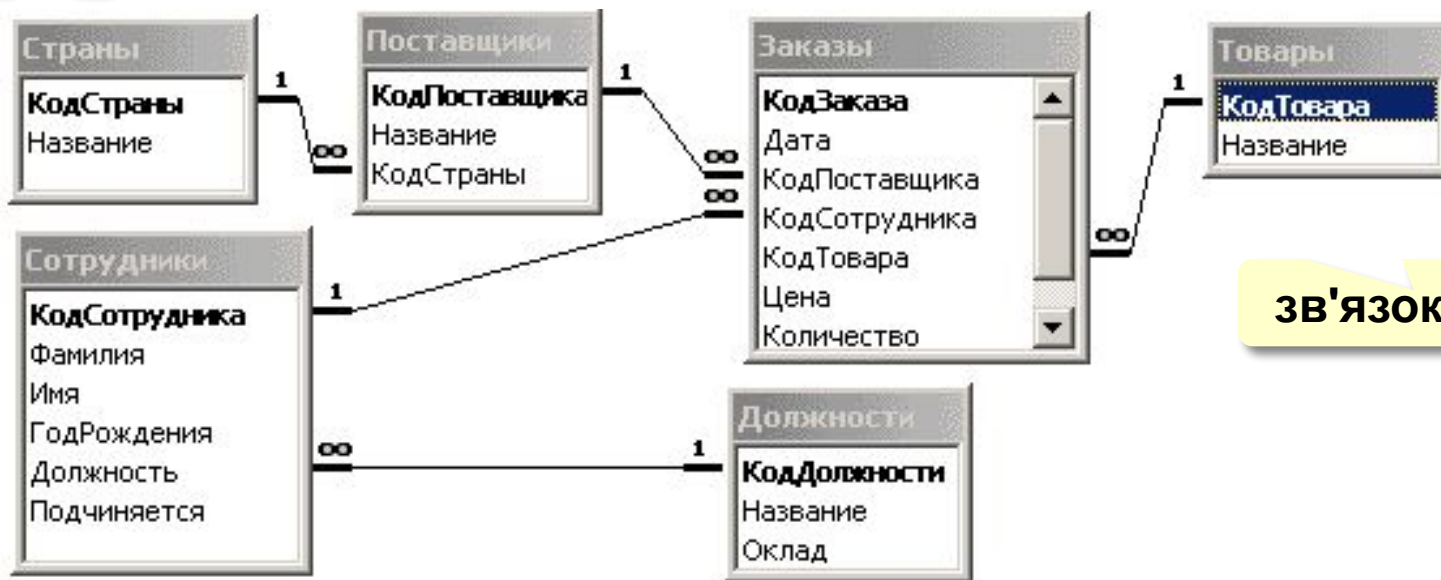 Страны
КодСтраны
Название
1
∞
Поставщики
КодПоставщика
Название
КодСтраны
1
∞
Заказы
КодЗаказа
Дата
КодПоставщика
КодСотрудника
КодТовара
Цена
Количество
∞
1
∞
Товары
КодТовара
Название
зв'язок
Сотрудники
КодСотрудника
Фамилия
Имя
ГодРождения
Должность
Подчиняется
1
∞
1
Должности
КодДолжности
Название
Оклад